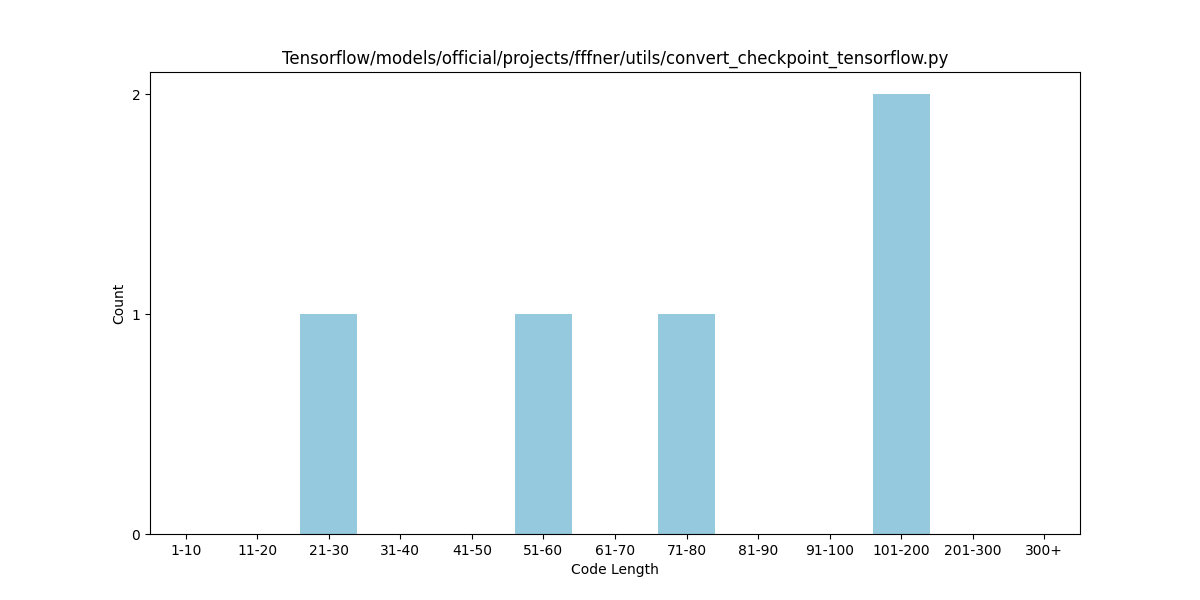 Tensorflow/models/official/projects/fffner/utils/convert_checkpoint_tensorflow.py
2
1
0
Count
1-10 11-20 21-30 31-40 41-50 51-60 61-70 71-80 81-90 91-100 101-200 201-300 300+
Code Length